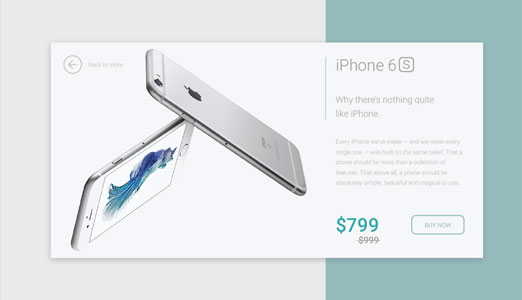 Back to store
iPhone 6S
Why there's nothing quite
like iPhone.
Every iPhone we've made — and we mean every
single one — was built on the same belief. That a
phone should be more than a collection of
features. That above all, a phone should be
absolutely simple, beautiful and magical to use
$799
$999
BUY NOW